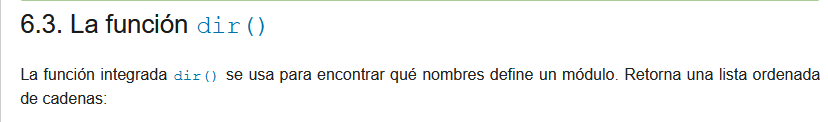 6.3. La función dir()
La función integrada dir() se usa para encontrar qué nombres define un módulo. Retorna una lista ordenada
de cadenas: